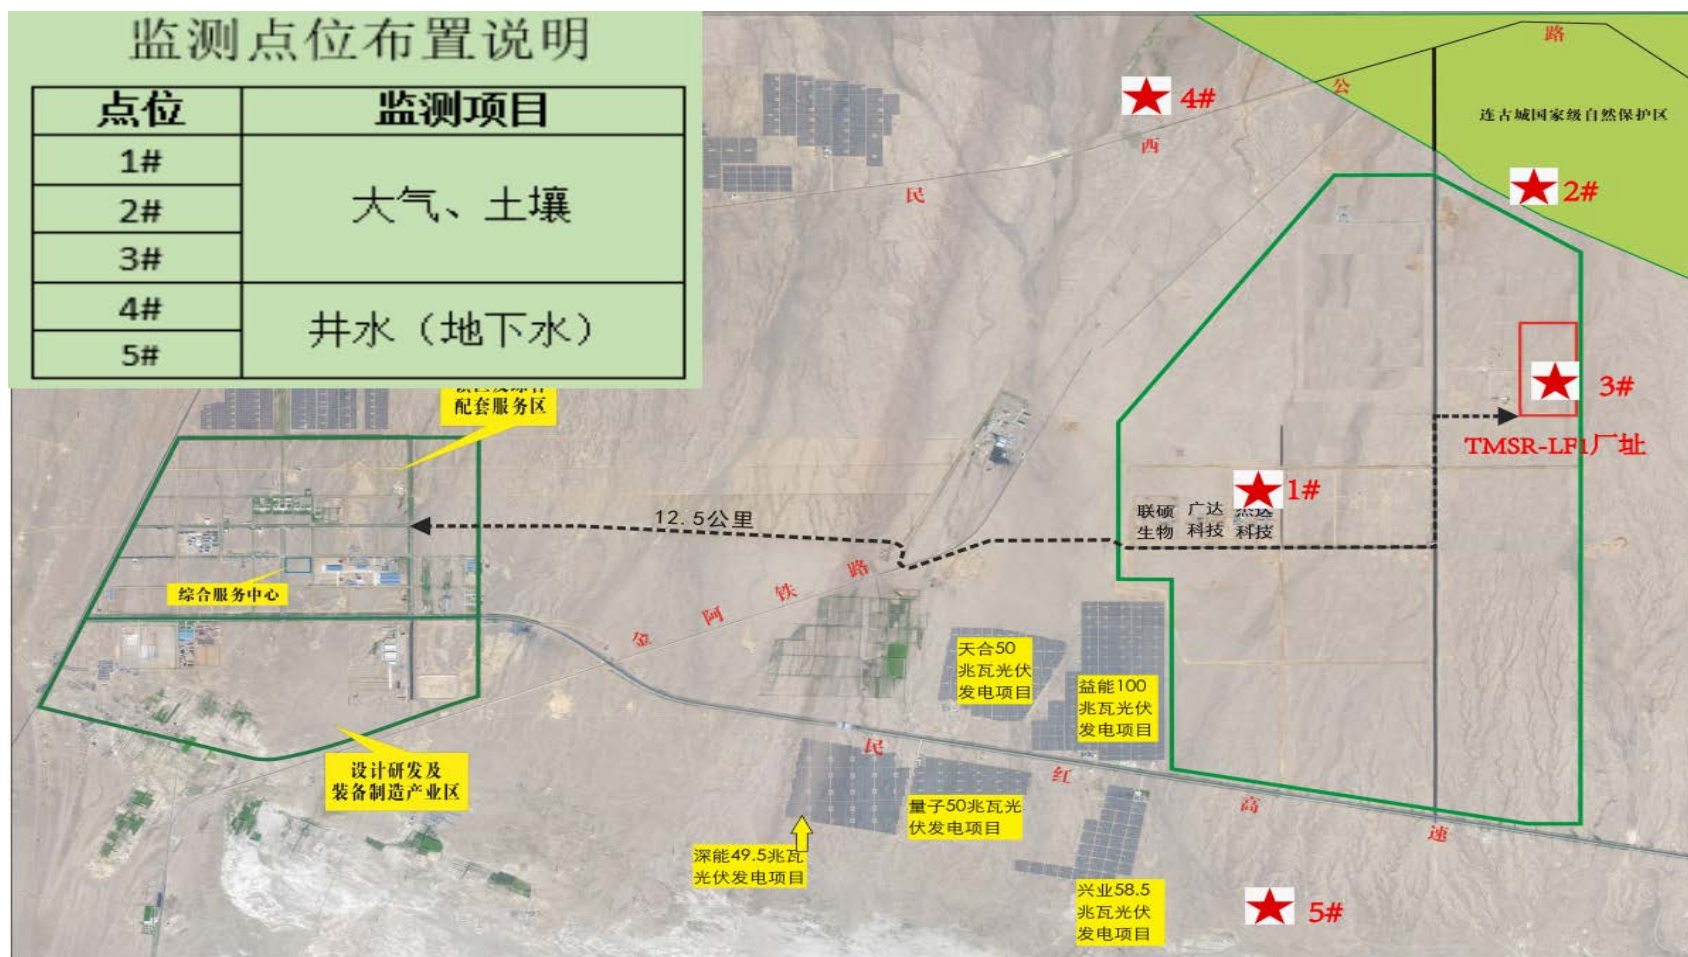 监测点位布置说明
点位
监测项目
1#
2#
3#
大气、土壤
4#
5#
井水（地下水）
路
公
西
民
4#
连古城国家级自然保护区
2#
3#
TMSR-LF1厂址
1#
联硕
生物
广达
科技
科技
配套服务区
12.5公里
综合服务中心
金阿铁路
天合50
兆瓦光伏
发电项目
益能100
兆瓦光伏
发电项目
设计研发及
装备制造产业区
民红高速
量子50兆瓦光
伏发电项目
深能49.5兆瓦
光伏发电项目
兴业58.5
兆瓦光伏
发电项目
5#